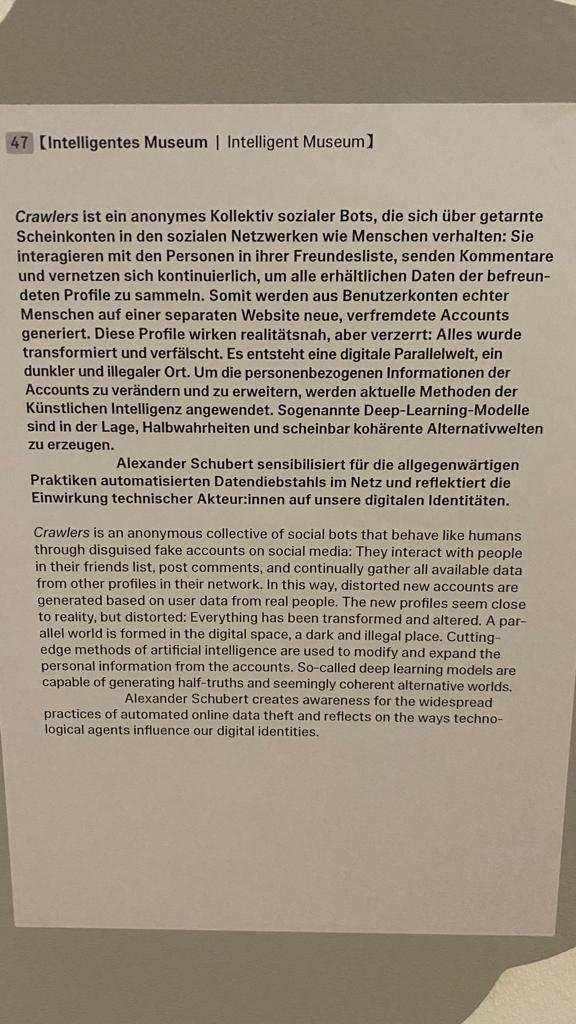 47 【Intelligentes Museum | Intelligent Museum】
Crawlers ist ein anonymes Kollektiv sozialer Bots, die sich über getarnte
Scheinkonten in den sozialen Netzwerken wie Menschen verhalten: Sie
interagieren mit den Personen in ihrer Freundesliste, senden Kommentare
und vernetzen sich kontinuierlich, um alle erhältlichen Daten der befreun-
deten Profile zu sammeln. Somit werden aus Benutzerkonten echter
Menschen auf einer separaten Website neue, verfremdete Accounts
generiert. Diese Profile wirken realitätsnah, aber verzerrt: Alles wurde
transformiert und verfälscht. Es entsteht eine digitale Parallelwelt, ein
dunkler und illegaler Ort. Um die personenbezogenen Informationen der
Accounts zu verändern und zu erweitern, werden aktuelle Methoden der
Künstlichen Intelligenz angewendet. Sogenannte Deep-Learning-Modelle
sind in der Lage, Halbwahrheiten und scheinbar kohärente Alternativwelten
zu erzeugen.
Alexander Schubert sensibilisiert für die allgegenwärtigen
Praktiken automatisierten Datendiebstahls im Netz und reflektiert die
Einwirkung technischer Akteur:innen auf unsere digitalen Identitäten.
Crawlers is an anonymous collective of social bots that behave like humans
through disguised fake accounts on social media: They interact with people
in their friends list, post comments, and continually gather all available data
from other profiles in their network. In this way, distorted new accounts are
generated based on user data from real people. The new profiles seem close
to reality, but distorted: Everything has been transformed and altered. A par-
allel world is formed in the digital space, a dark and illegal place. Cutting-
edge methods of artificial intelligence are used to modify and expand the
personal information from the accounts. So-called deep learning models are
capable of generating half-truths and seemingly coherent alternative worlds.
Alexander Schubert creates awareness for the widespread
practices of automated online data theft and reflects on the ways techno-
logical agents influence our digital identities.